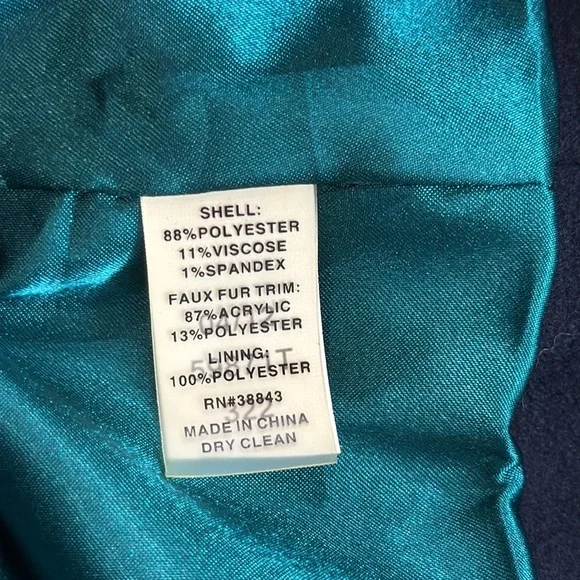 SHELL:
88%POLYESTER
11%VISCOSE
1%SPANDEX
FAUX FUR TRIM:
87%ACRYLIC
13%POLYESTER
LINING:
100%POLYESTER
RN#38843
322
MADE IN CHINA
DRY CLEAN